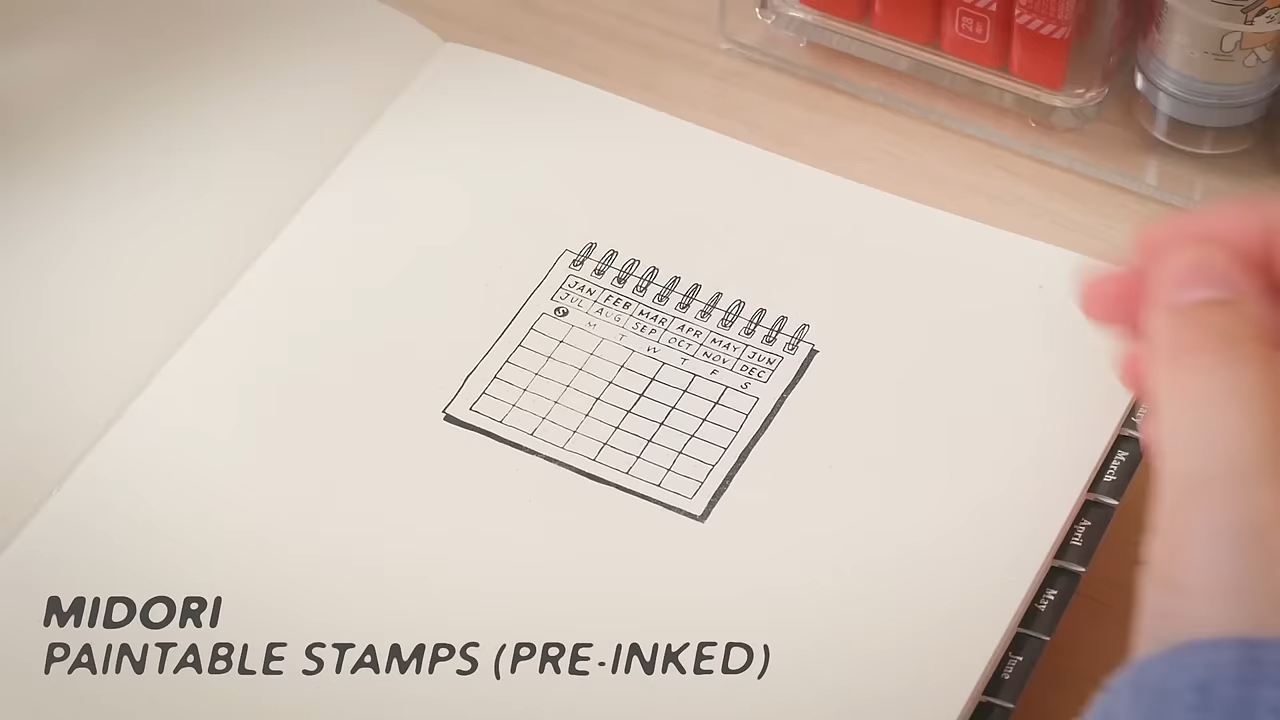 JAN FEB MAR APR MAY JUN
JUL AUG SEP OCT NOV DEC
S M T W T F S
March
April
May
June
28
MIDORI
PAINTABLE STAMPS (PRE-INKED)